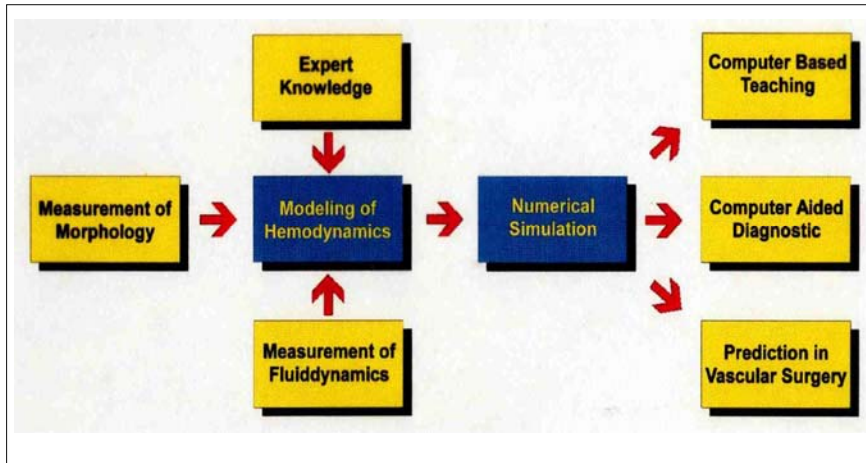 Expert
Knowledge
Computer Based
Teaching
Measurement of
Morphology
Modeling of
Hemodynamics
Numerical
Simulation
Computer Aided
Diagnostic
Measurement of
Fluiddynamics
Prediction in
Vascular Surgery